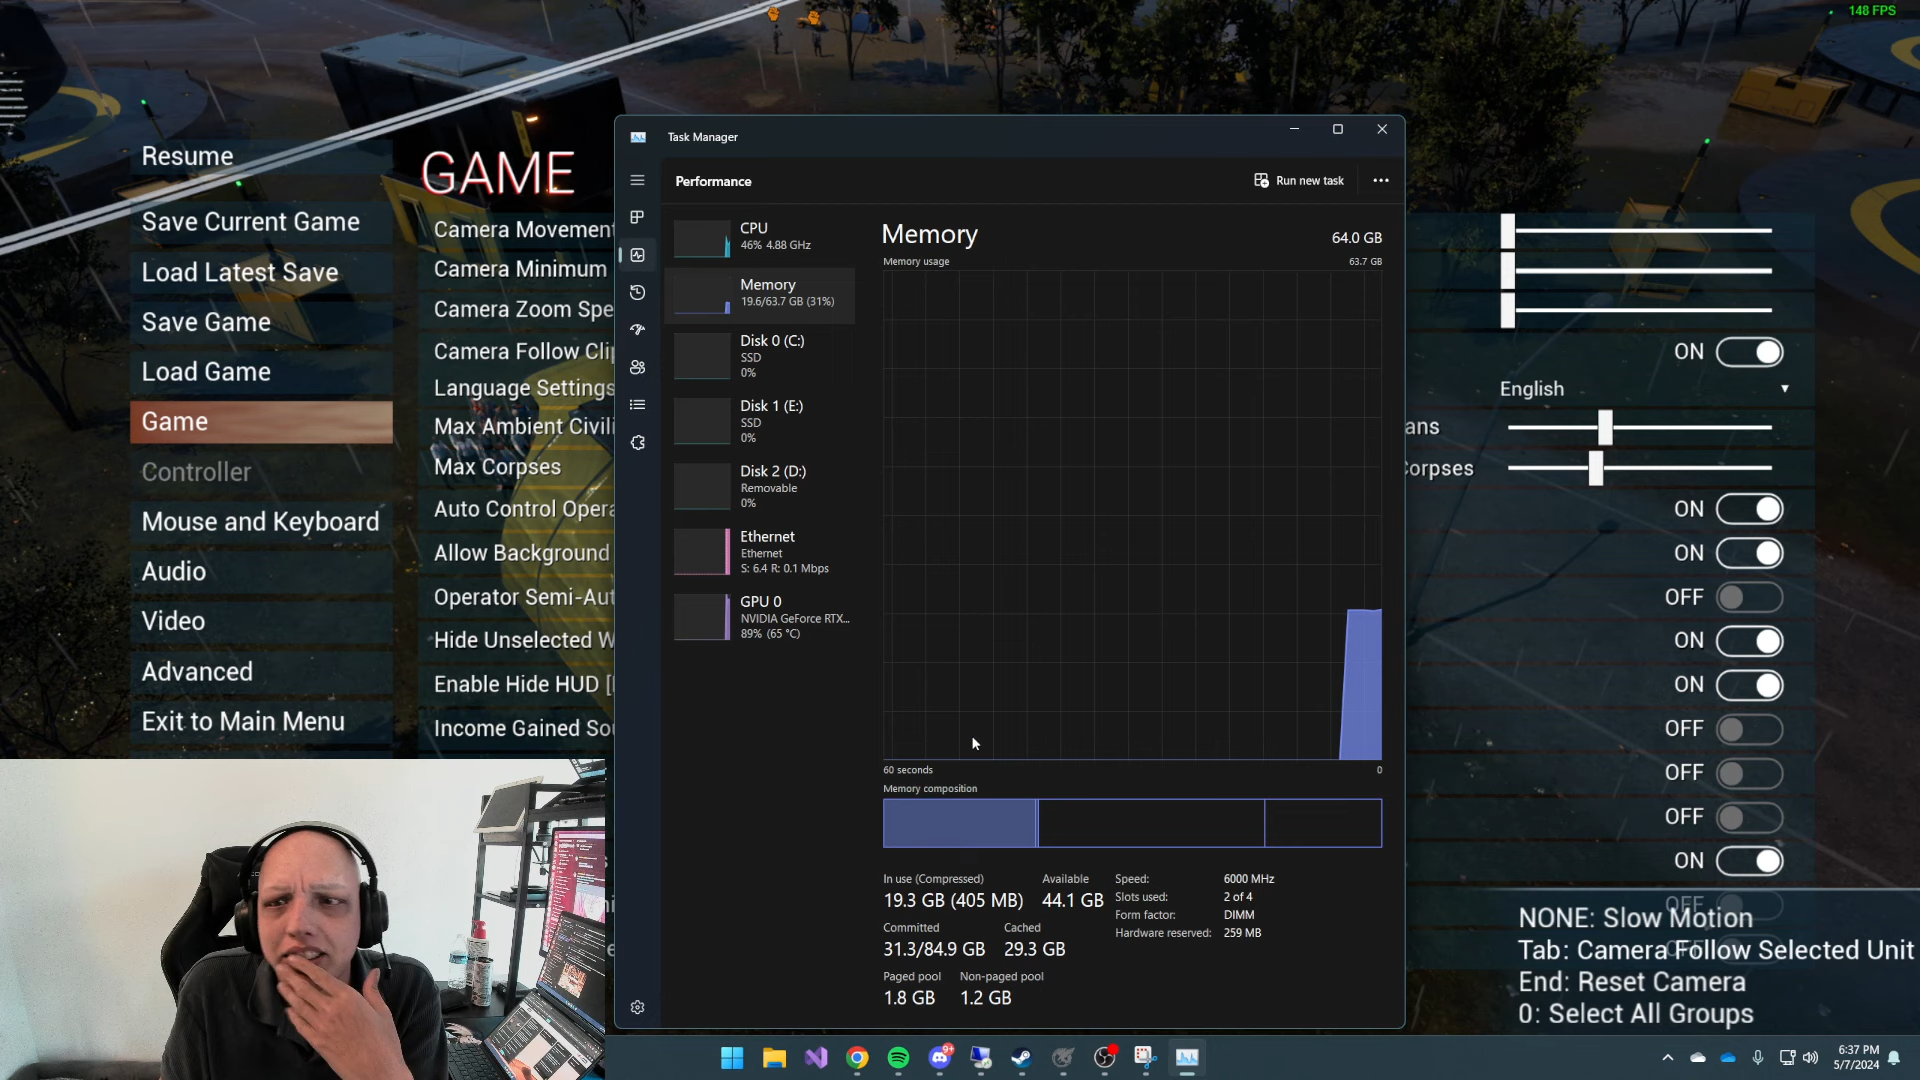 148 FPS
Resume
Save Current Game
Load Latest Save
Save Game
Load Game
Game
Controller
Mouse and Keyboard
Audio
Video
Advanced
Exit to Main Menu
GAME
Camera Movement
Camera Minimum
Camera Zoom Spe
Camera Follow Cli
Language Settings
Max Ambient Civili
Max Corpses
Auto Control Opera
Allow Background
Operator Semi-Aut
Hide Unselected W
Enable Hide HUD [
Income Gained So
Task Manager
Performance
Run new task
CPU
46% 4.88 GHz
Memory
19.6/63.7 GB (31%)
Disk 0 (C:)
SSD
0%
Disk 1 (E:)
SSD
0%
Disk 2 (D:)
Removable
0%
Ethernet
Ethernet
S: 6.4 R: 0.1 Mbps
GPU 0
NVIDIA GeForce RTX...
89% (65 °C)
Memory
64.0 GB
Memory usage
63.7 GB
60 seconds
0
Memory composition
In use (Compressed)
19.3 GB (405 MB)
Available
44.1 GB
Committed
31.3/84.9 GB
Cached
29.3 GB
Paged pool
1.8 GB
Non-paged pool
1.2 GB
Speed: 6000 MHz
Slots used: 2 of 4
Form factor: DIMM
Hardware reserved: 259 MB
ON
English
ans
Corpses
ON
ON
OFF
ON
ON
OFF
OFF
OFF
ON
OFF
OFF
NONE: Slow Motion
Tab: Camera Follow Selected Unit
End: Reset Camera
0: Select All Groups
9+
6:37 PM
5/7/2024